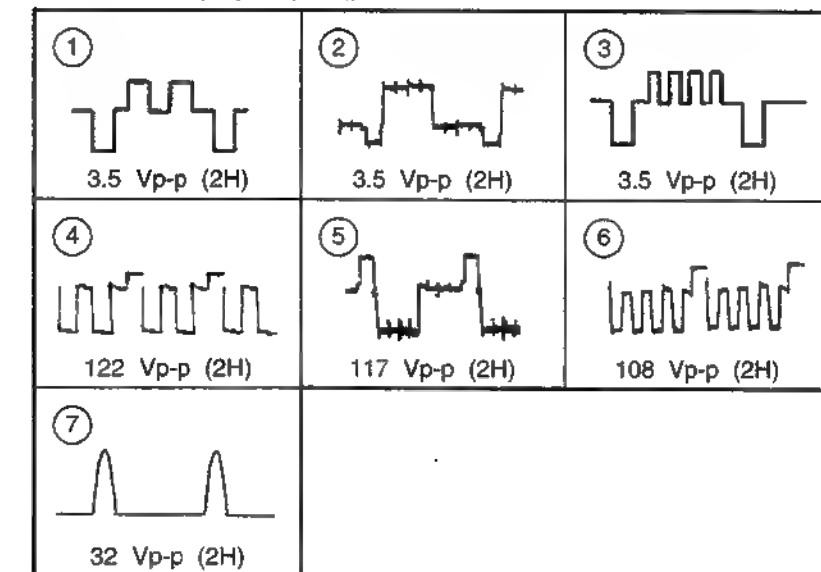 ① ② ③
3.5 Vp-p (2H) 3.5 Vp-p (2H) 3.5 Vp-p (2H)
④ ⑤ ⑥
122 Vp-p (2H) 117 Vp-p (2H) 108 Vp-p (2H)
⑦
32 Vp-p (2H)